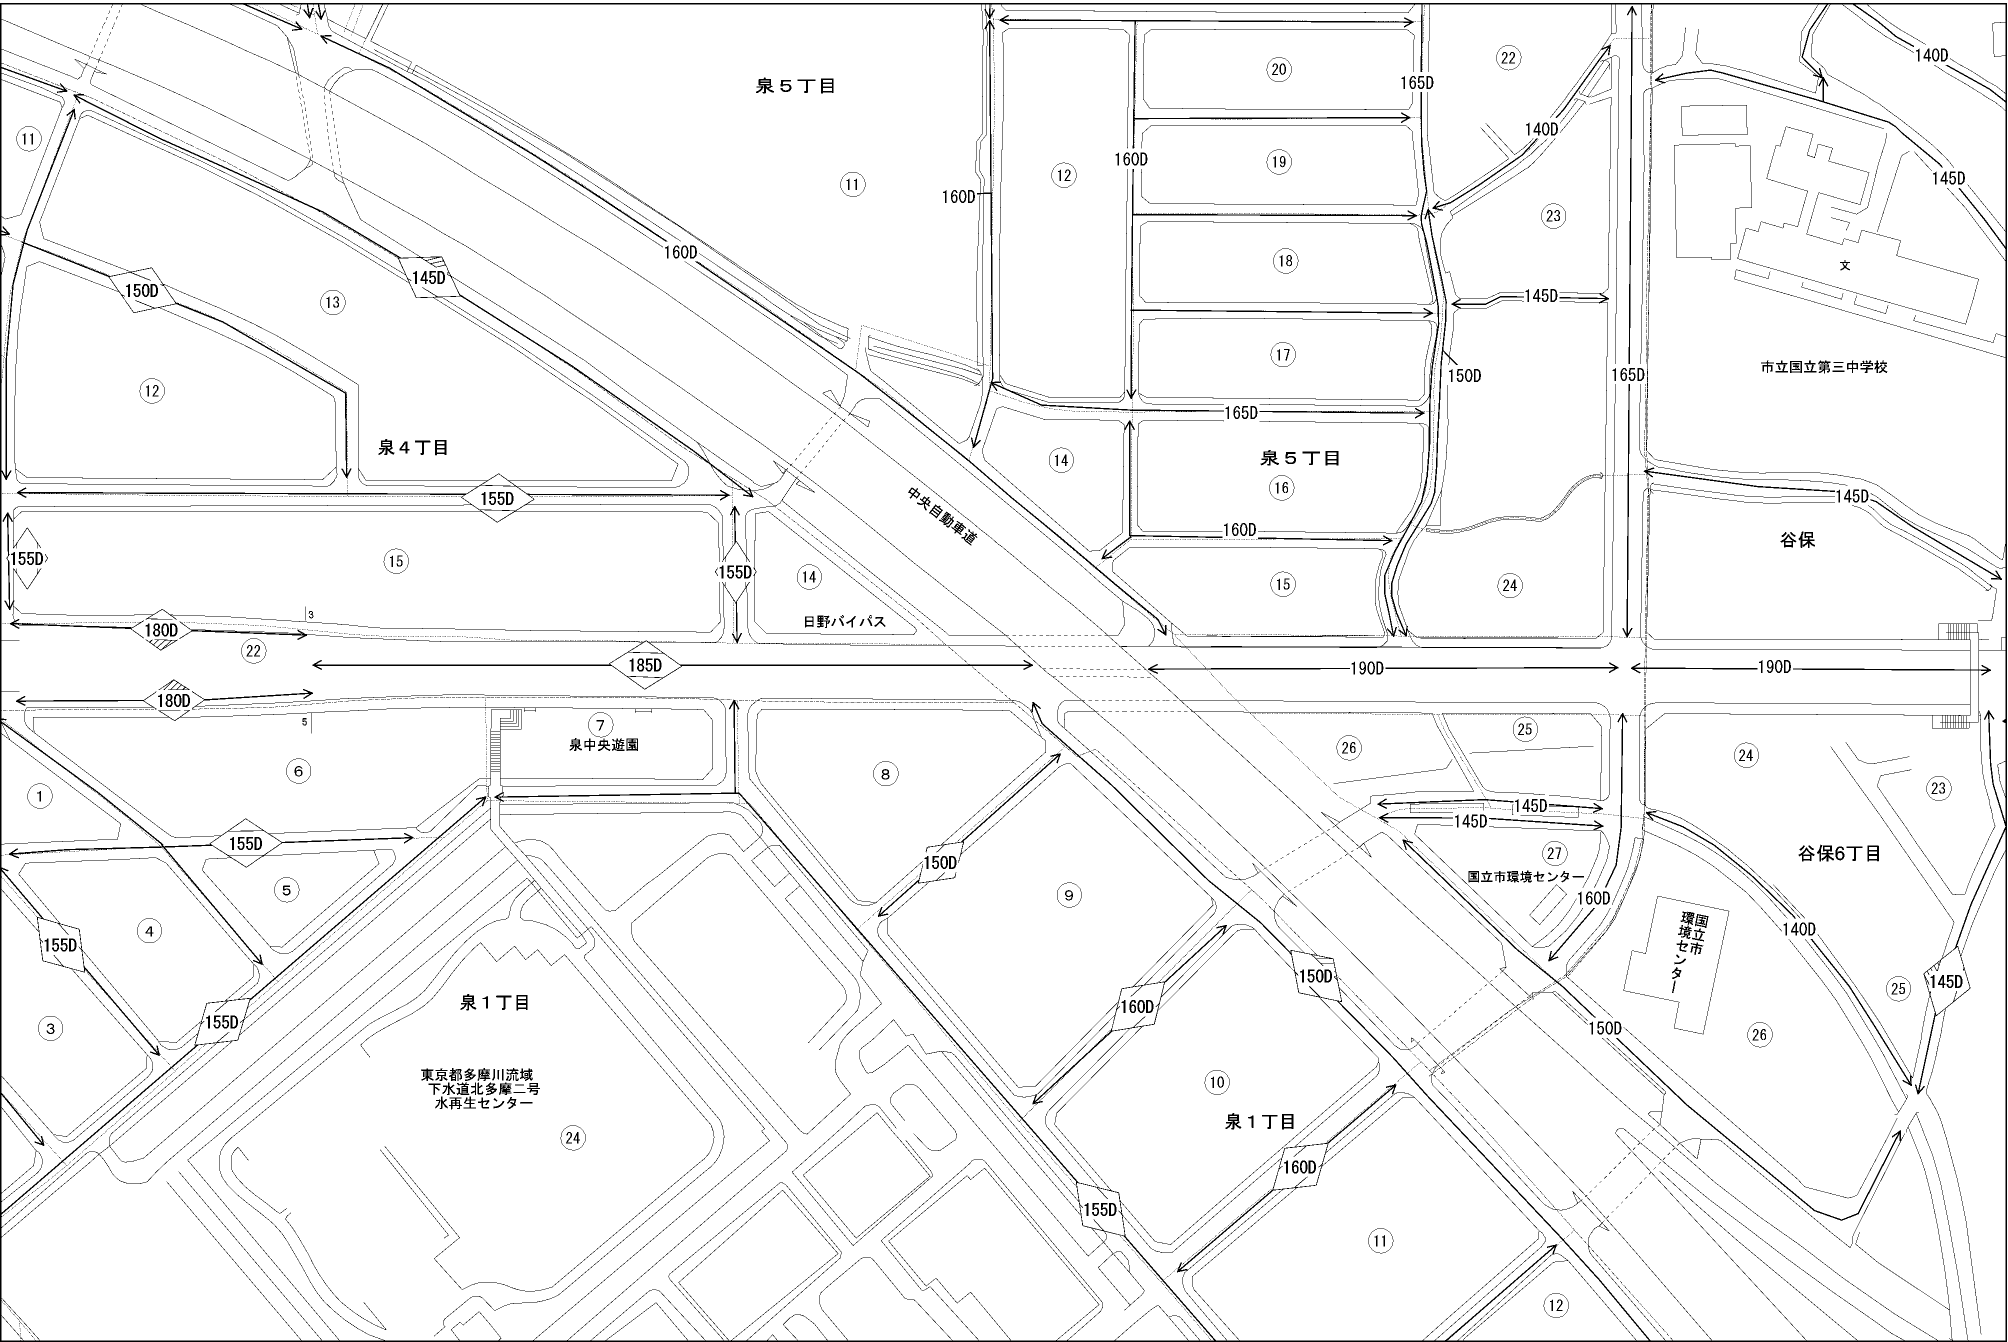 20
22
140D
泉５丁目
165D
11
140D
160D
19
12
11
145D
160D
23
160D
18
文
145D
150D
145D
13
17
市立国立第三中学校
150D
165D
12
165D
泉４丁目
14
泉５丁目
16
155D
145D
中央自動車道
160D
谷保
155D
15
155D
14
15
24
3
日野バイパス
180D
22
185D
190D
190D
180D
5
7
泉中央遊園
25
26
24
6
8
23
1
145D
145D
155D
谷保6丁目
27
150D
国立市環境センター
5
9
160D
4
国立市
環境センター
140D
155D
150D
145D
25
泉１丁目
160D
155D
3
150D
26
東京都多摩川流域
下水道北多摩二号
水再生センター
10
泉１丁目
24
160D
155D
11
12